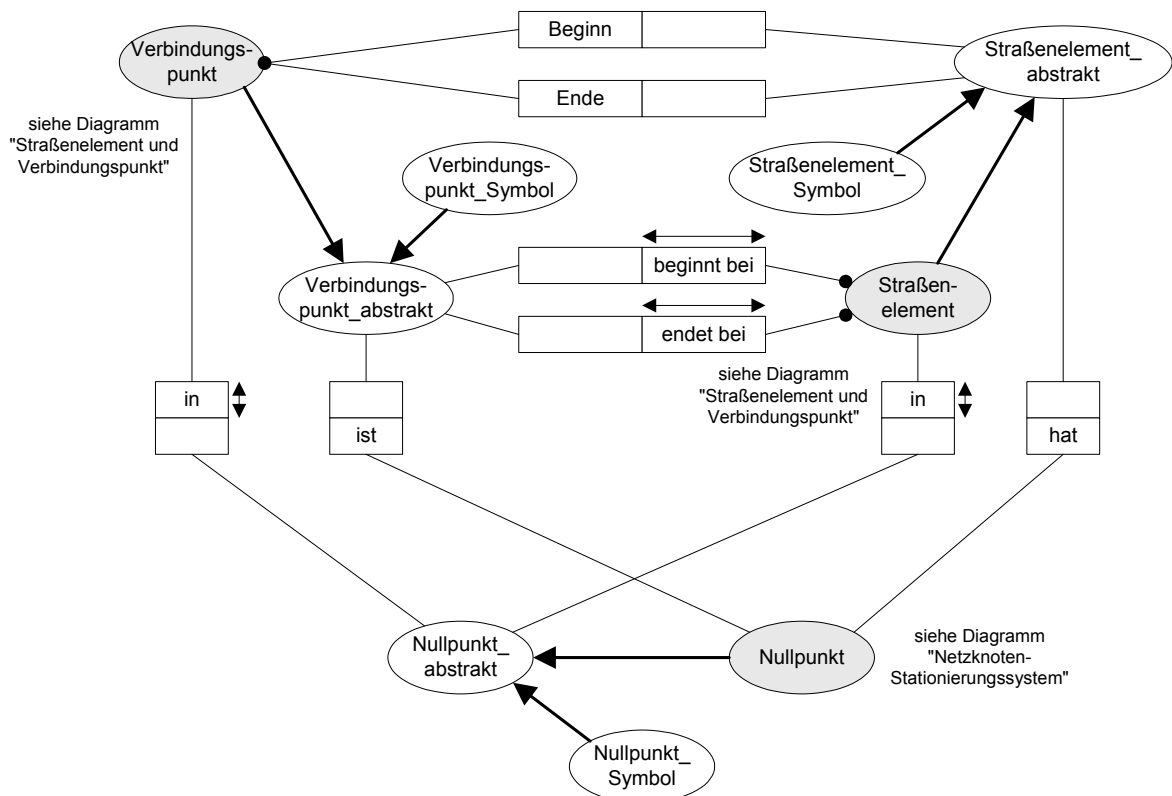 Verbindungs-
punkt
Beginn
Ende
Straßenelement_
abstrakt
siehe Diagramm
"Straßenelement und
Verbindungspunkt"
Verbindungs-
punkt_Symbol
Straßenelement_
Symbol
Verbindungs-
punkt_abstrakt
beginnt bei
endet bei
Straßen-
element
siehe Diagramm
"Straßenelement und
Verbindungspunkt"
in
ist
in
hat
Nullpunkt_
abstrakt
Nullpunkt
siehe Diagramm
"Netzknoten-
Stationierungssystem"
Nullpunkt_
Symbol